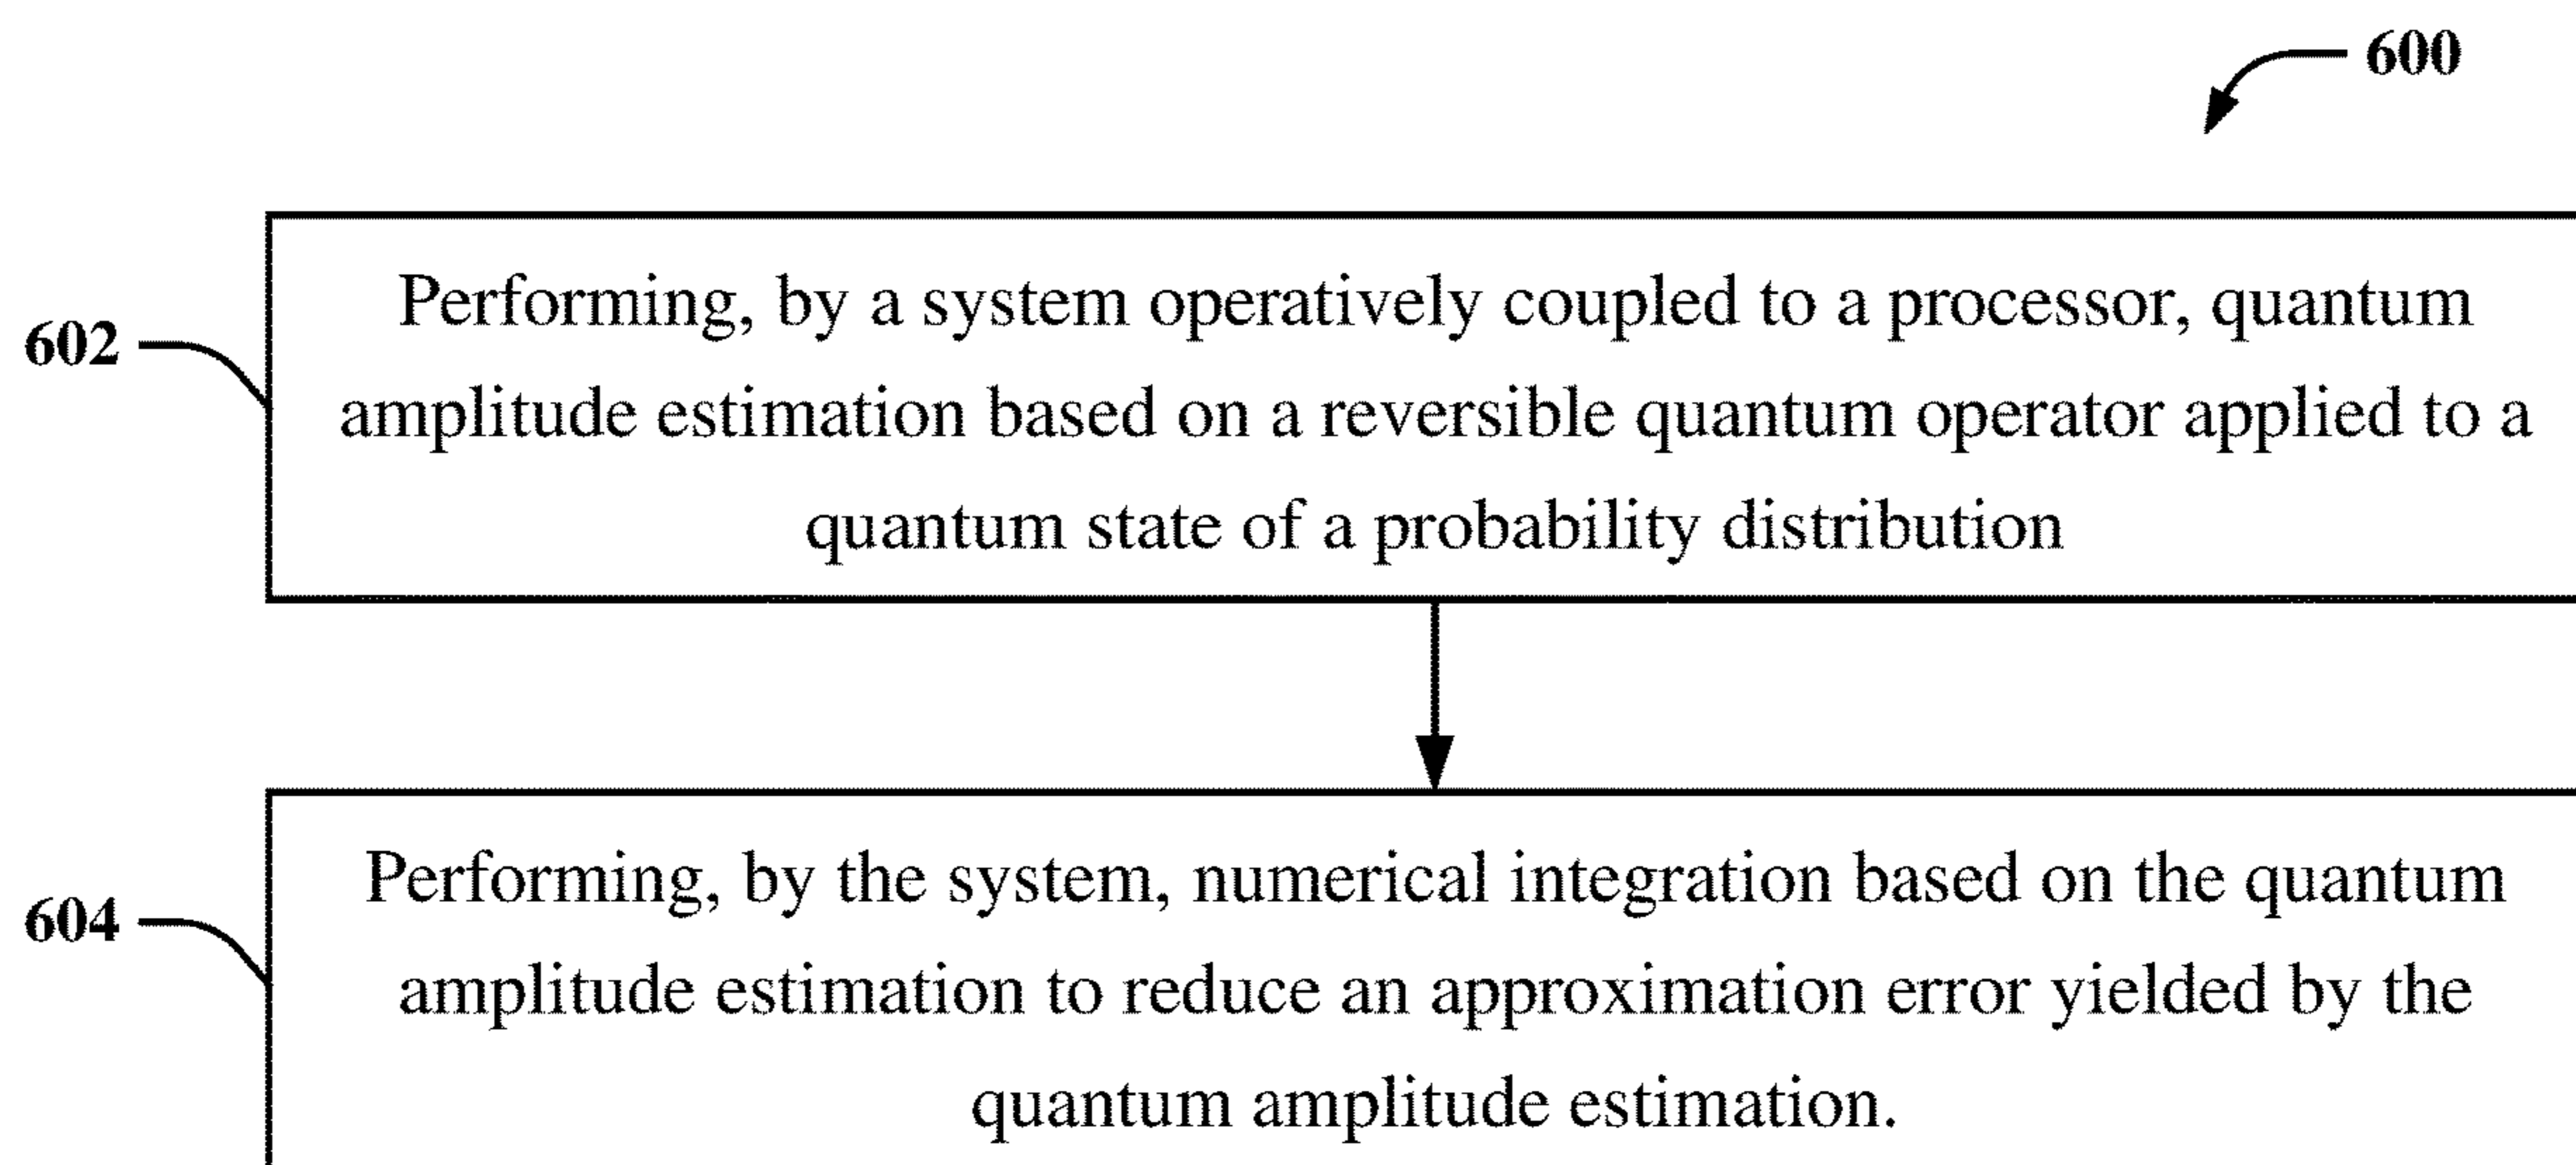 600
602
Performing, by a system operatively coupled to a processor, quantum
amplitude estimation based on a reversible quantum operator applied to a
quantum state of a probability distribution
604
Performing, by the system, numerical integration based on the quantum
amplitude estimation to reduce an approximation error yielded by the
quantum amplitude estimation.